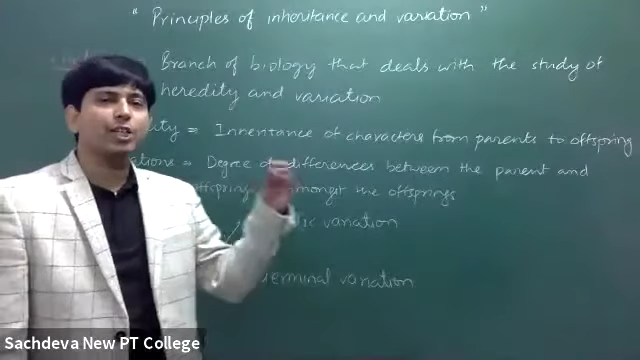 “ Principles of inheritance and variation ”
Branch of biology that deals with the study of
heredity and variation
= Inheritance of characters from parents to offspring
= Degree of differences between the parent and
amongst the offsprings
variation
germinal variation
Sachdeva New PT College